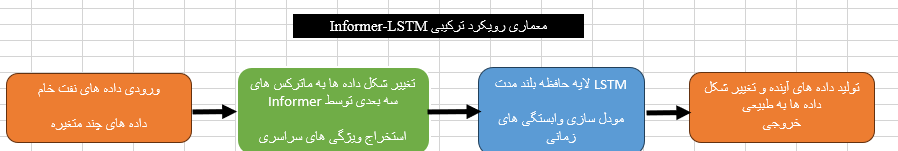 معماری رویکرد ترکیبی Informer-LSTM
ورودی داده های نفت خام
داده های چند متغیره
تغییر شکل داده ها به ماترکس های
سه بعدی توسط Informer
استخراج ویژگی های سراسری
LSTM لایه حافظه بلند مدت
مودل سازی وابستگی های
زمانی
تولید داده های آینده و تغییر شکل
داده ها به طبیعی
خروجی